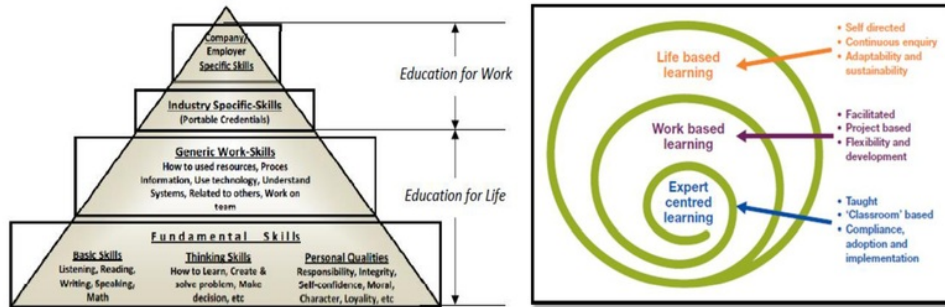 Company/
Employer
Specific Skills
Education for Work
Industry Specific-Skills
(Portable Credentials)
Generic Work-Skills
How to used resources, Proces
Information, Use technology, Understand
Systems, Related to others, Work on
team
Education for Life
Fundamental Skills
Basic Skills
Listening, Reading,
Writing, Speaking,
Math
Thinking Skills
How to Learn, Create &
solve problem, Make
decision, etc
Personal Qualities
Responsibility, Integrity,
Self-confidence, Moral,
Character, Loyality, etc
Life based
learning
• Self directed
• Continuous enquiry
• Adaptability and
sustainability
Work based
learning
• Facilitated
• Project based
• Flexibility and
development
Expert
centred
learning
• Taught
• 'Classroom' based
• Compliance,
adoption and
implementation